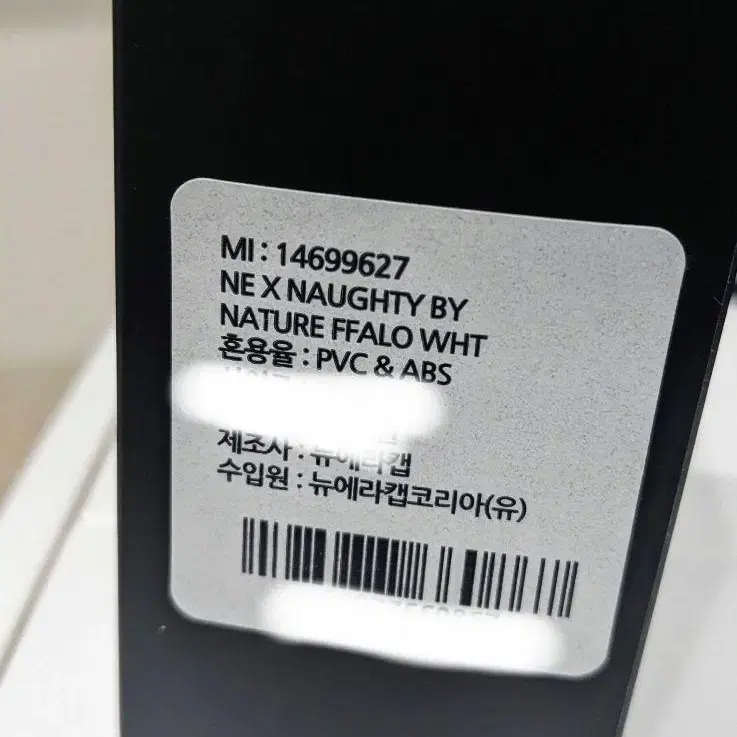 MI : 14699627
NE X NAUGHTY BY
NATURE FFALO WHT
혼용율 : PVC & ABS
제조사 : 뉴에라캡
수입원 : 뉴에라캡코리아(유)